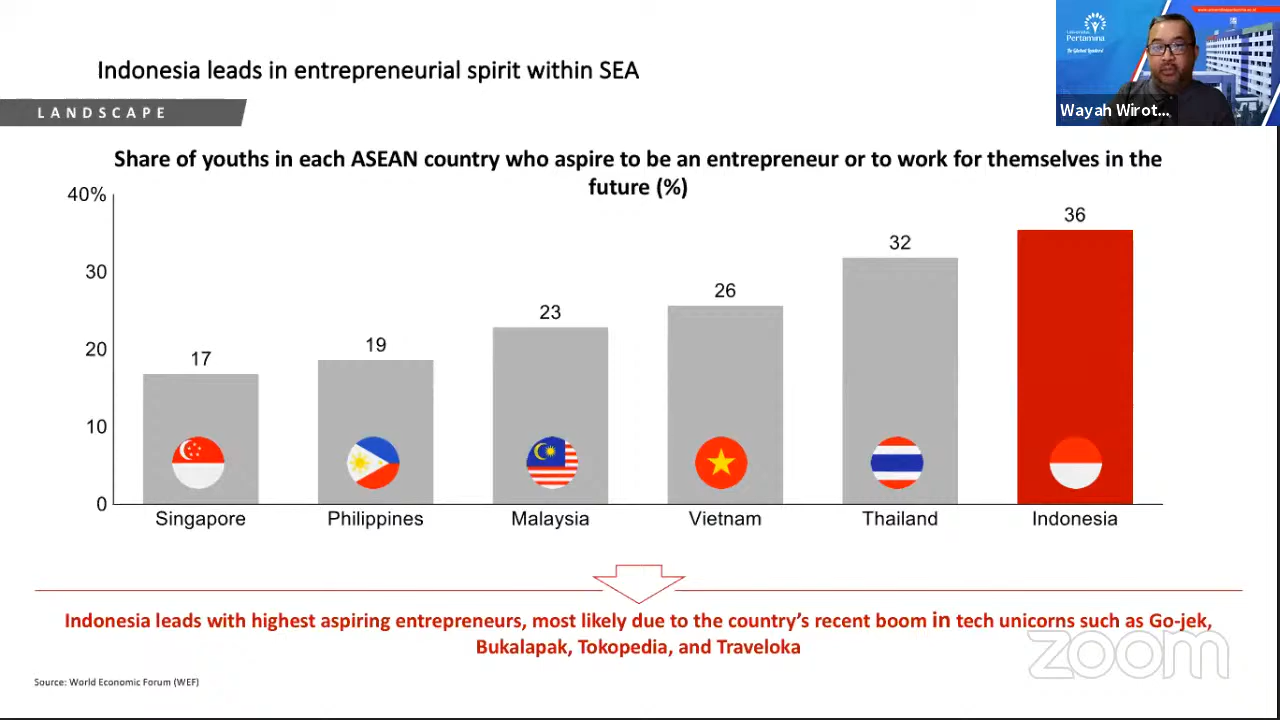 Indonesia leads in entrepreneurial spirit within SEA
LANDSCAPE
Universitas
Pertamina
Wayah Wirot...
Share of youths in each ASEAN country who aspire to be an entrepreneur or to work for themselves in the
future (%)
40%
30
20
10
0
17
19
23
26
32
36
Singapore
Philippines
Malaysia
Vietnam
Thailand
Indonesia
Indonesia leads with highest aspiring entrepreneurs, most likely due to the country's recent boom in tech unicorns such as Go-jek,
Bukalapak, Tokopedia, and Traveloka
zoom
Source: World Economic Forum (WEF)